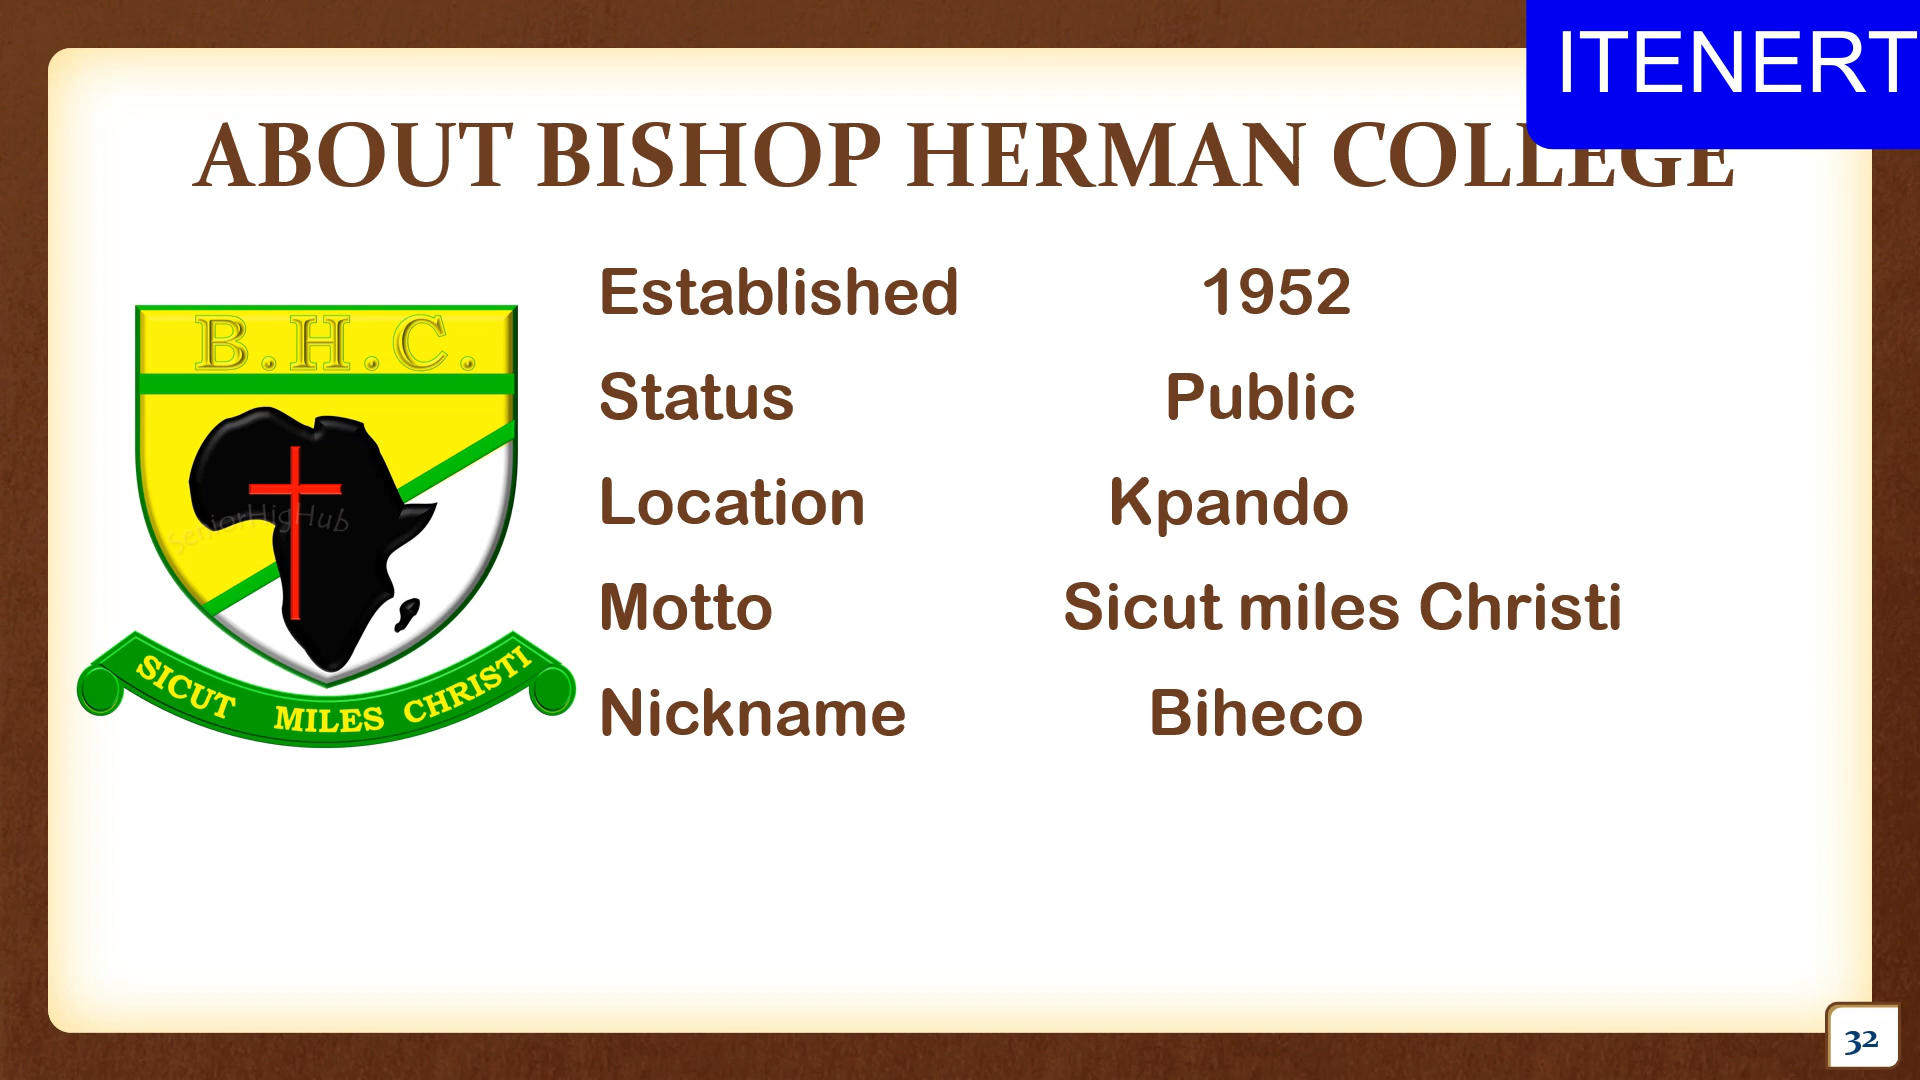 ITENERT
ABOUT BISHOP HERMAN COLLEGE
Established 1952
Status Public
Location Kpando
Motto Sicut miles Christi
Nickname Biheco
B.H.C.
SeniorHigHub
SICUT MILES CHRISTI
32